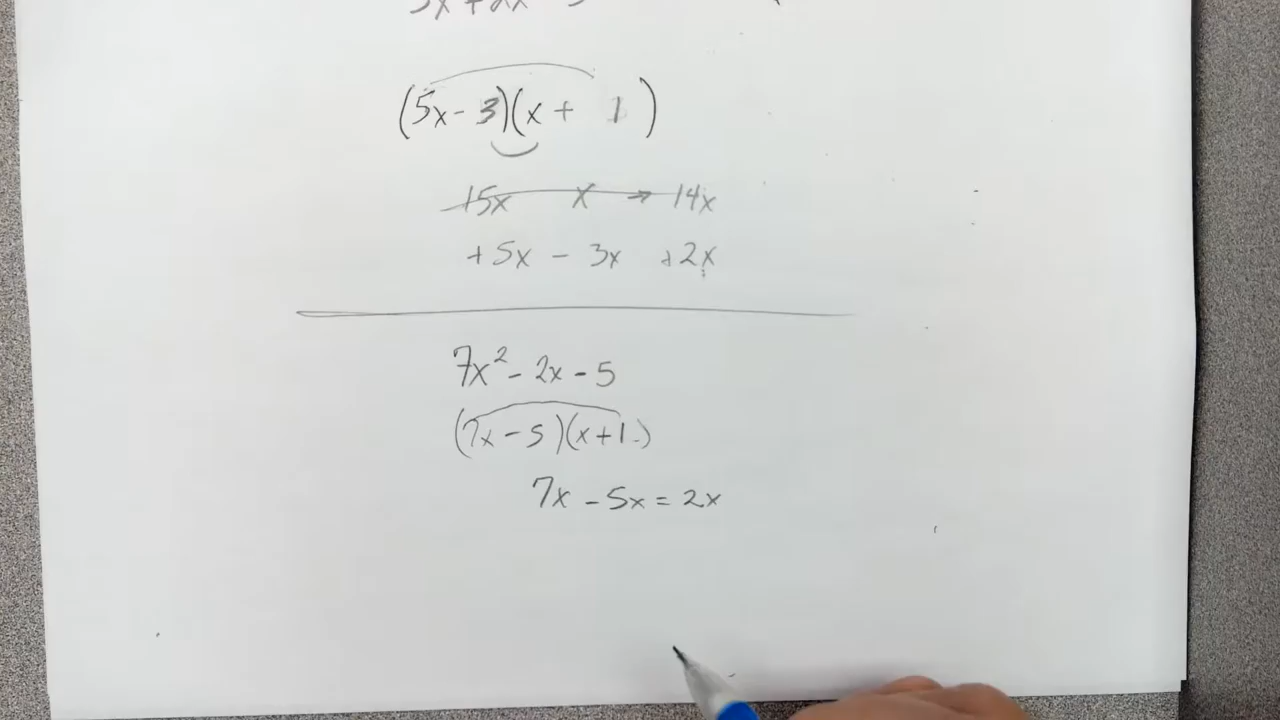 (5x - 3)(x + 1)
15x x → 14x
+5x - 3x +2x
7x² - 2x - 5
(7x - 5)(x + 1)
7x - 5x = 2x